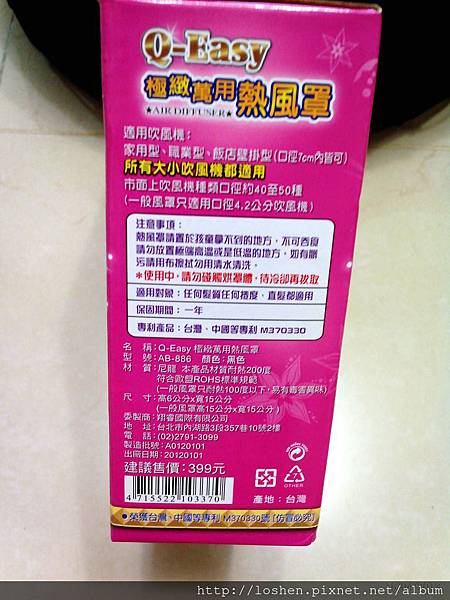 Q-Easy
極緻萬用熱風罩
★AIR DIFFUSER★
適用吹風機：
家用型、職業型、飯店壁掛型(口徑7cm內皆可)
所有大小吹風機都適用
市面上吹風機種類口徑約40至50種
(一般風罩只適用口徑4.2公分吹風機)
注意事項：
熱風罩請置於孩童拿不到的地方，不可吞食
請勿放置極端高溫或是低溫的地方，如有髒
污請用布擦拭勿用清水清洗。
＊使用中，請勿碰觸烘罩體，待冷卻再拔取
適用對象：任何髮質任何捲度、直髮都適用
保固期間：一年
專利產品：台灣、中國等專利 M370330
名 稱：Q-Easy 極緻萬用熱風罩
型 號：AB-886 顏色：黑色
材 質：尼龍 本產品材質耐熱200度
符合歐盟ROHS標準規範
(一般風罩只耐熱100度以下，易有毒害異味)
尺 寸：高6公分x寬15公分
(一般風罩高15公分x寬15公分)
委製商：翔睿國際有限公司
地 址：台北市內湖路3段357巷10號2樓
電 話：(02)2791-3099
製造批號：A0120101
出廠日期：20120101
建議售價：399元
4 715522 103370
7
OTHER
產地：台灣
●榮獲台灣、中國等專利 M370330號 [仿冒必究]
http://loshen.pixnet.net/album